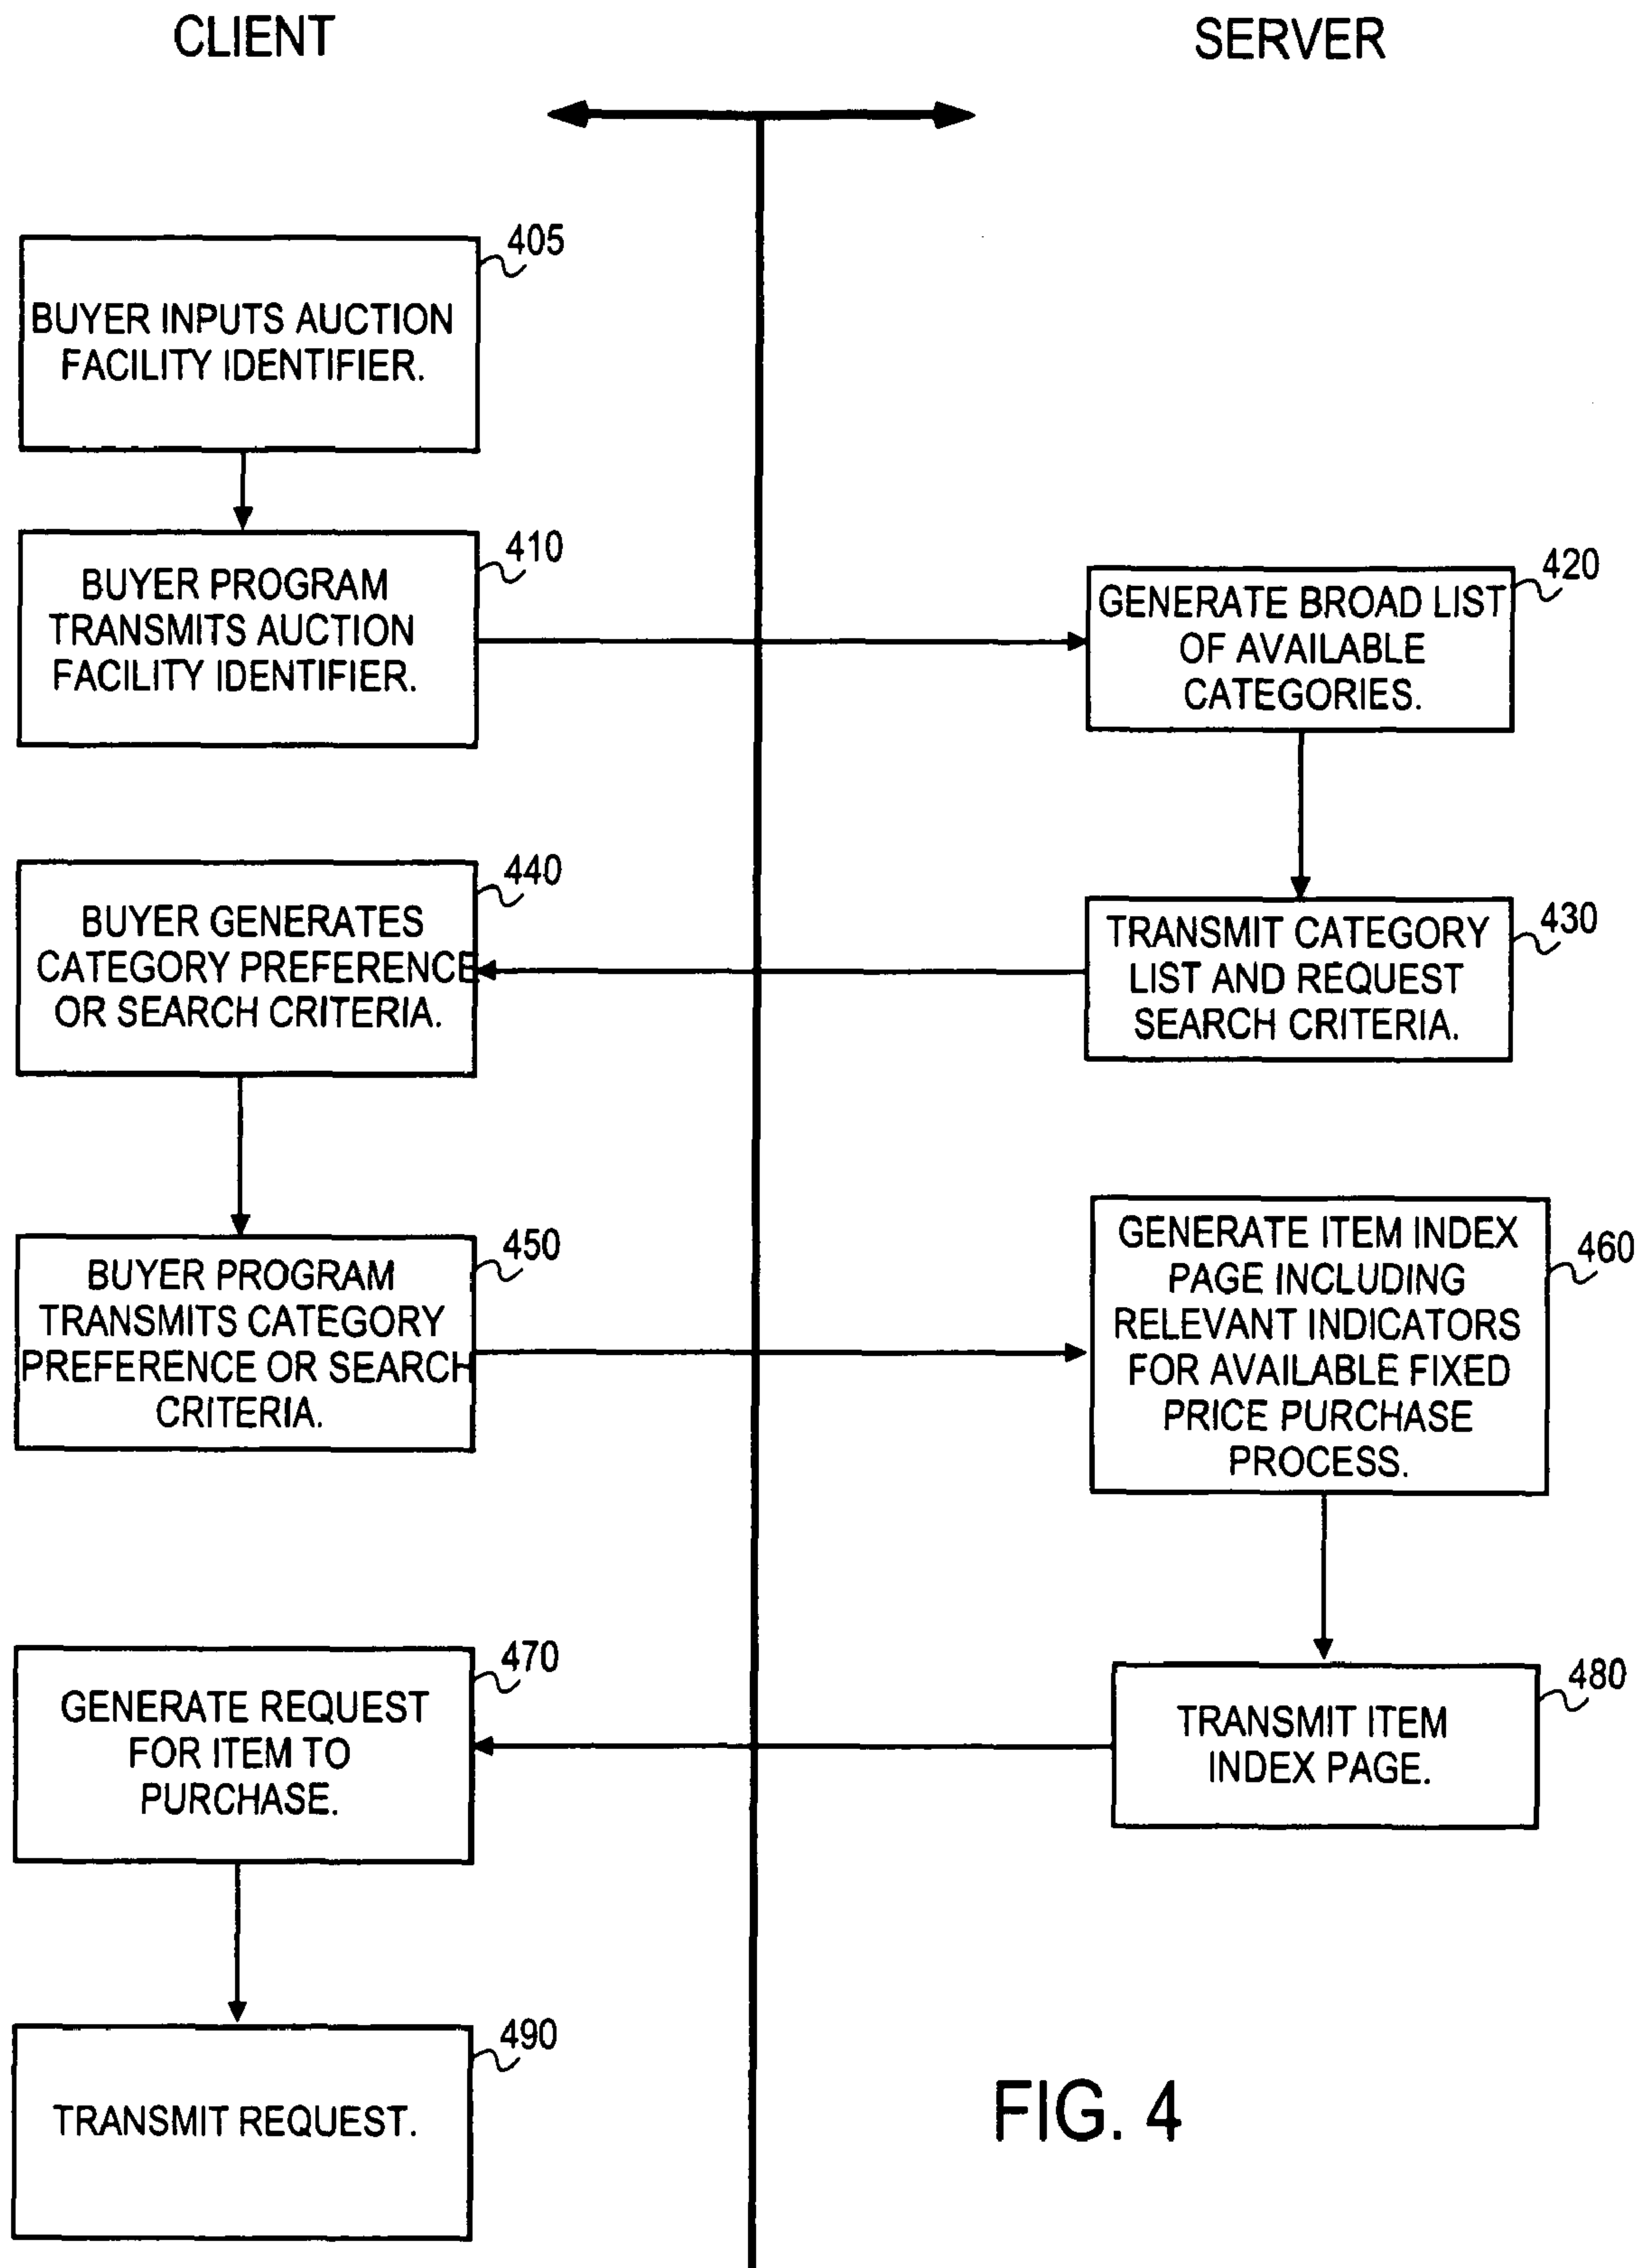 CLIENT
SERVER
405
BUYER INPUTS AUCTION
FACILITY IDENTIFIER.
410
BUYER PROGRAM
TRANSMITS AUCTION
FACILITY IDENTIFIER.
420
GENERATE BROAD LIST
OF AVAILABLE
CATEGORIES.
430
TRANSMIT CATEGORY
LIST AND REQUEST
SEARCH CRITERIA.
440
BUYER GENERATES
CATEGORY PREFERENCE
OR SEARCH CRITERIA.
450
BUYER PROGRAM
TRANSMITS CATEGORY
PREFERENCE OR SEARCH
CRITERIA.
460
GENERATE ITEM INDEX
PAGE INCLUDING
RELEVANT INDICATORS
FOR AVAILABLE FIXED
PRICE PURCHASE
PROCESS.
480
TRANSMIT ITEM
INDEX PAGE.
470
GENERATE REQUEST
FOR ITEM TO
PURCHASE.
490
TRANSMIT REQUEST.
FIG. 4